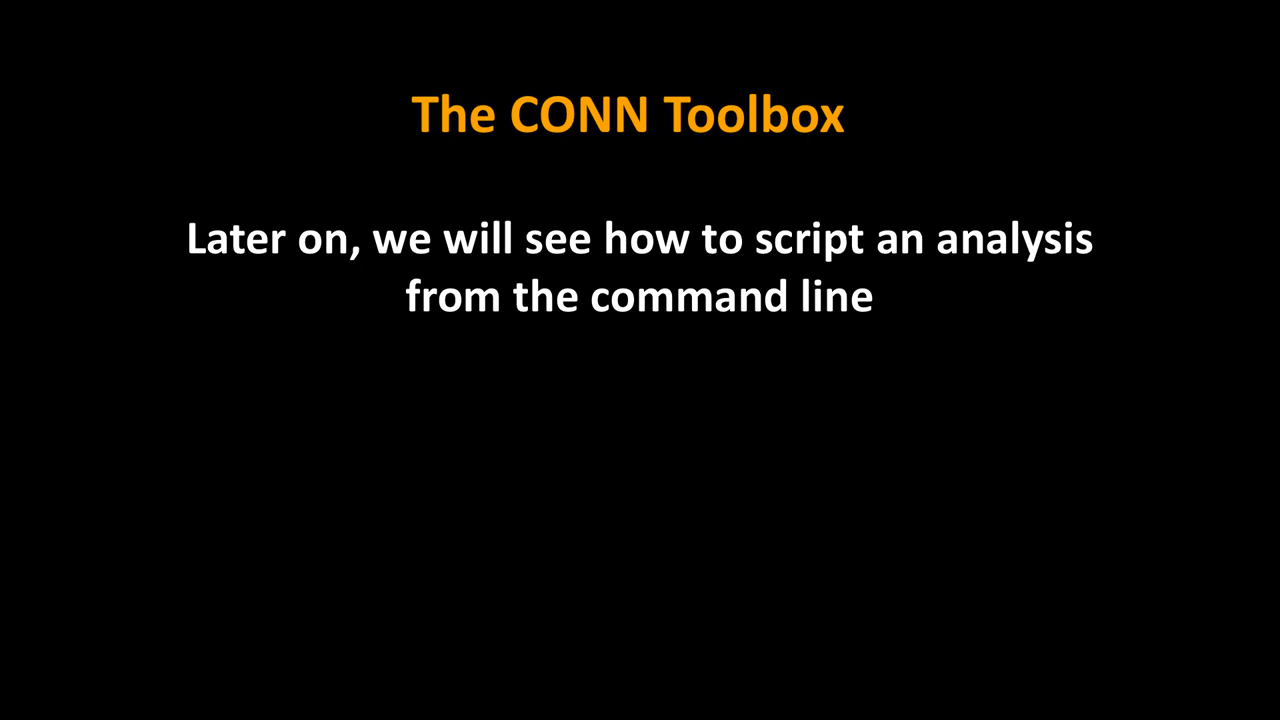 The CONN Toolbox
Later on, we will see how to script an analysis
from the command line